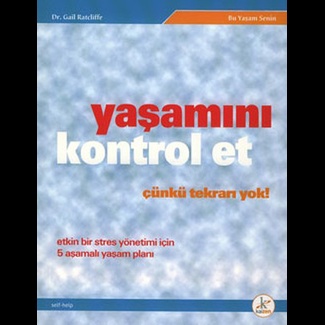 Dr. Gail Ratcliffe
Bu Yaşam Senin
yaşamını
kontrol et
çünkü tekrarı yok!
etkin bir stres yönetimi için
5 aşamalı yaşam planı
self-help
k